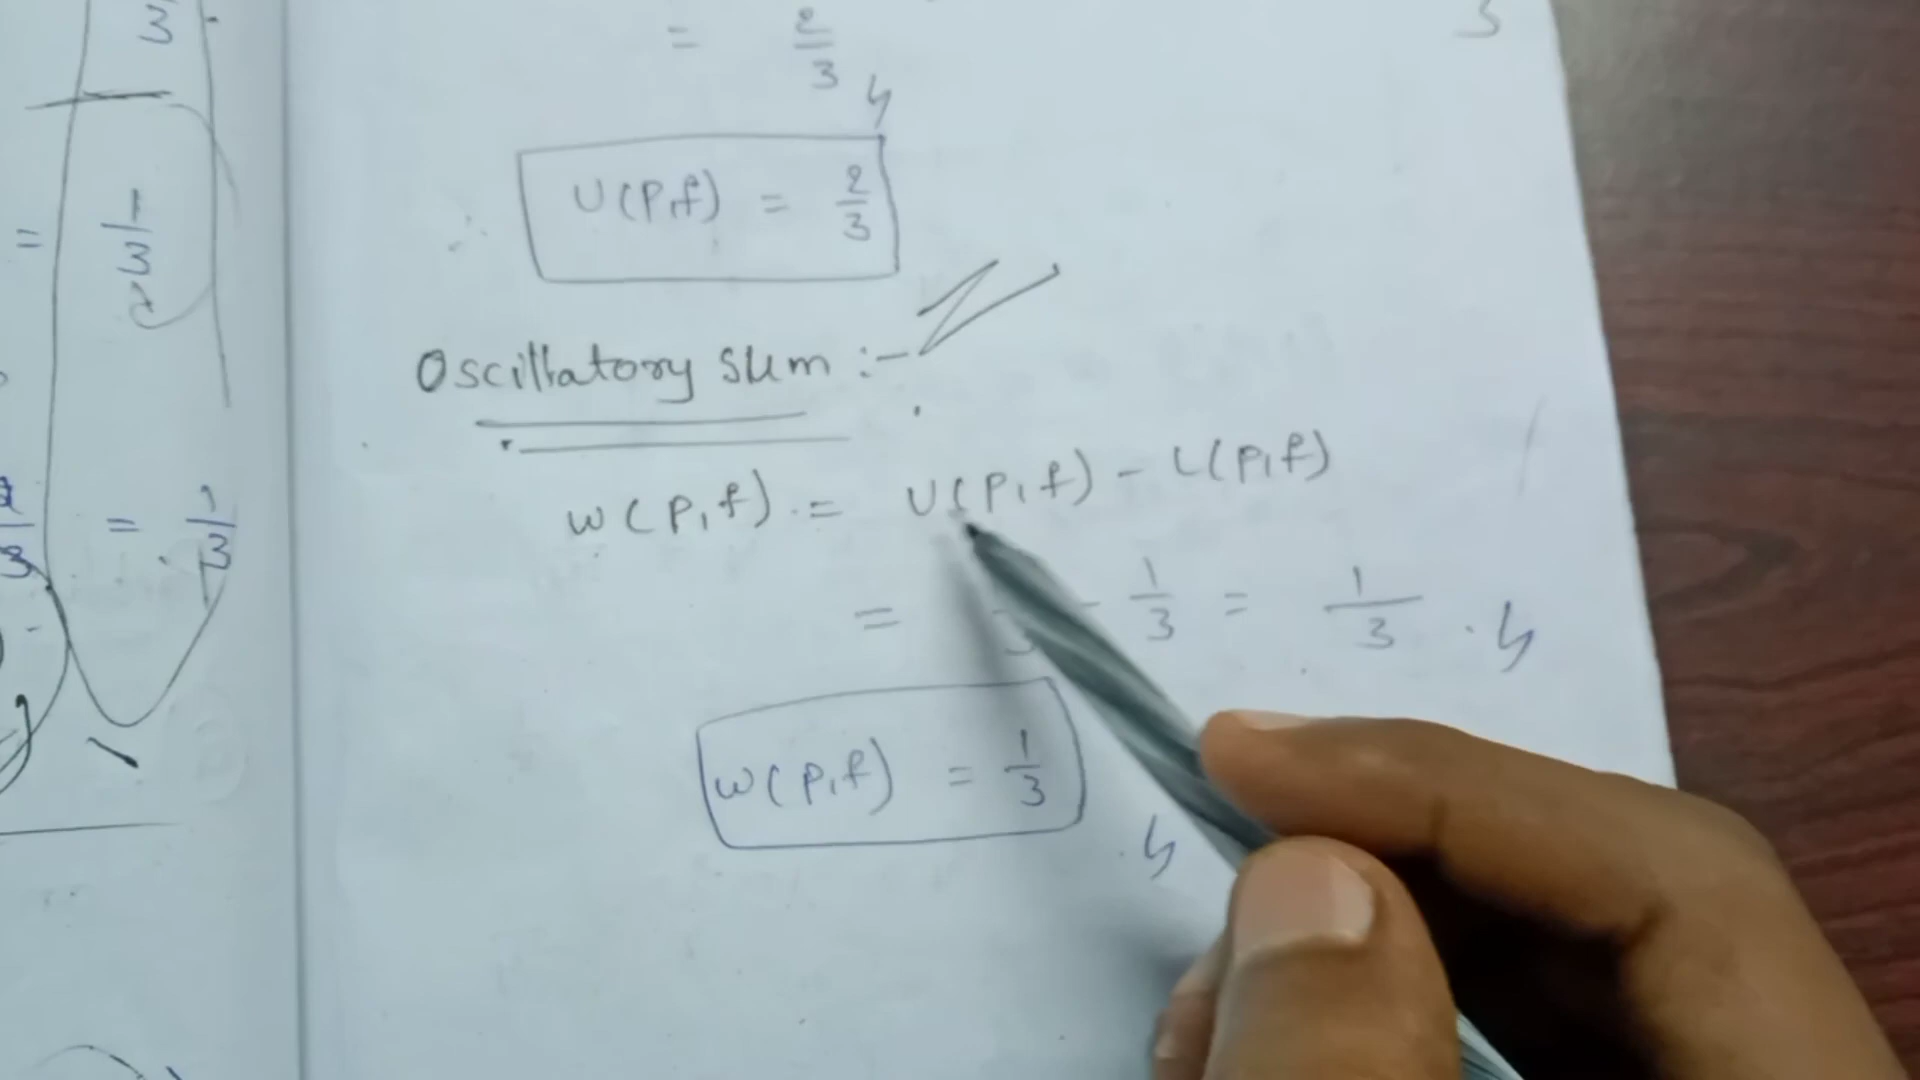 = 2/3
U(P,f) = 2/3
Oscillatory sum :-
w(P,f) = U(P,f) - L(P,f)
= - 1/3 = 1/3 .
w(P,f) = 1/3